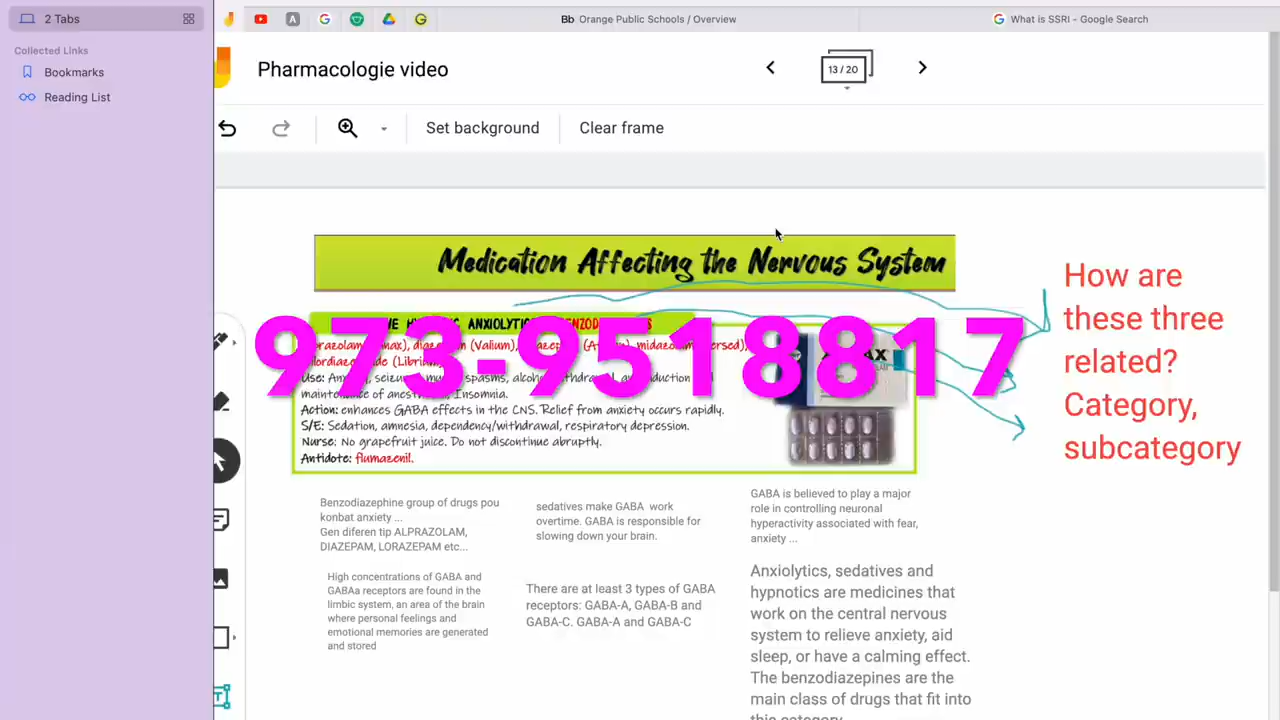 2 Tabs
Collected Links
Bookmarks
Reading List
Bb Orange Public Schools / Overview
G What is SSRI - Google Search
Pharmacologie video
13 / 20
Set background
Clear frame
Medication Affecting the Nervous System
973-9518817
maintenance of Insomnia.
Action: enhances GABA effects in the CNS. Relief from anxiety occurs rapidly.
S/E: Sedation, amnesia, dependency/withdrawal, respiratory depression.
Nurse: No grapefruit juice. Do not discontinue abruptly.
Antidote: flumazenil.
How are
these three
related?
Category,
subcategory
Benzodiazephine group of drugs pou
konbat anxiety ...
Gen diferen tip ALPRAZOLAM,
DIAZEPAM, LORAZEPAM etc...
sedatives make GABA work
overtime. GABA is responsible for
slowing down your brain.
GABA is believed to play a major
role in controlling neuronal
hyperactivity associated with fear,
anxiety ...
High concentrations of GABA and
GABAa receptors are found in the
limbic system, an area of the brain
where personal feelings and
emotional memories are generated
and stored
There are at least 3 types of GABA
receptors: GABA-A, GABA-B and
GABA-C. GABA-A and GABA-C
Anxiolytics, sedatives and
hypnotics are medicines that
work on the central nervous
system to relieve anxiety, aid
sleep, or have a calming effect.
The benzodiazepines are the
main class of drugs that fit into
this category